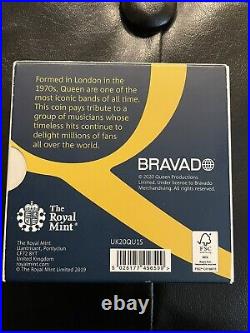 Formed in London in the
1970s, Queen are one of the
most iconic bands of all time.
This coin pays tribute to a
group of musicians whose
timeless hits continue to
delight millions of fans
all over the world.
BRAVADO
© 2020 Queen Productions
Limited. Under license to Bravado
Merchandising. All rights reserved.
The
Royal
Mint®
The Royal Mint,
Llantrisant, Pontyclun
CF72 8YT
United Kingdom
royalmint.com
© The Royal Mint Limited 2019
UK20QU1S
5 026177 456599
FSC